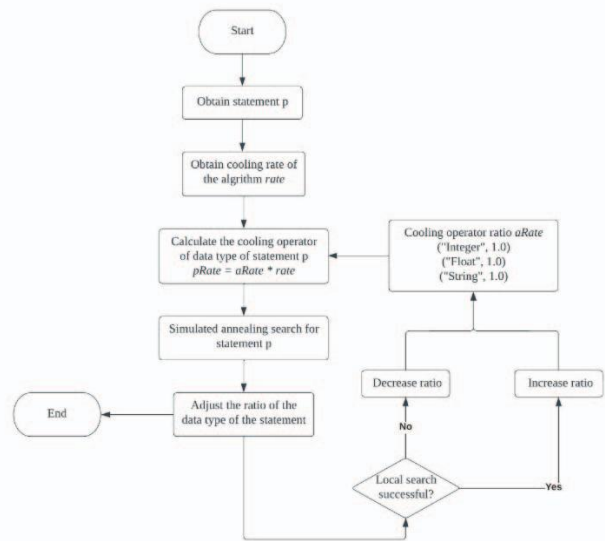 Start
Obtain statement p
Obtain cooling rate of
the algrithm rate
Calculate the cooling operator
of data type of statement p
pRate = aRate * rate
Cooling operator ratio aRate
("Integer", 1.0)
("Float", 1.0)
("String", 1.0)
Simulated annealing search for
statement p
Decrease ratio
Increase ratio
End
Adjust the ratio of the
data type of the statement
No
Local search
successful?
Yes